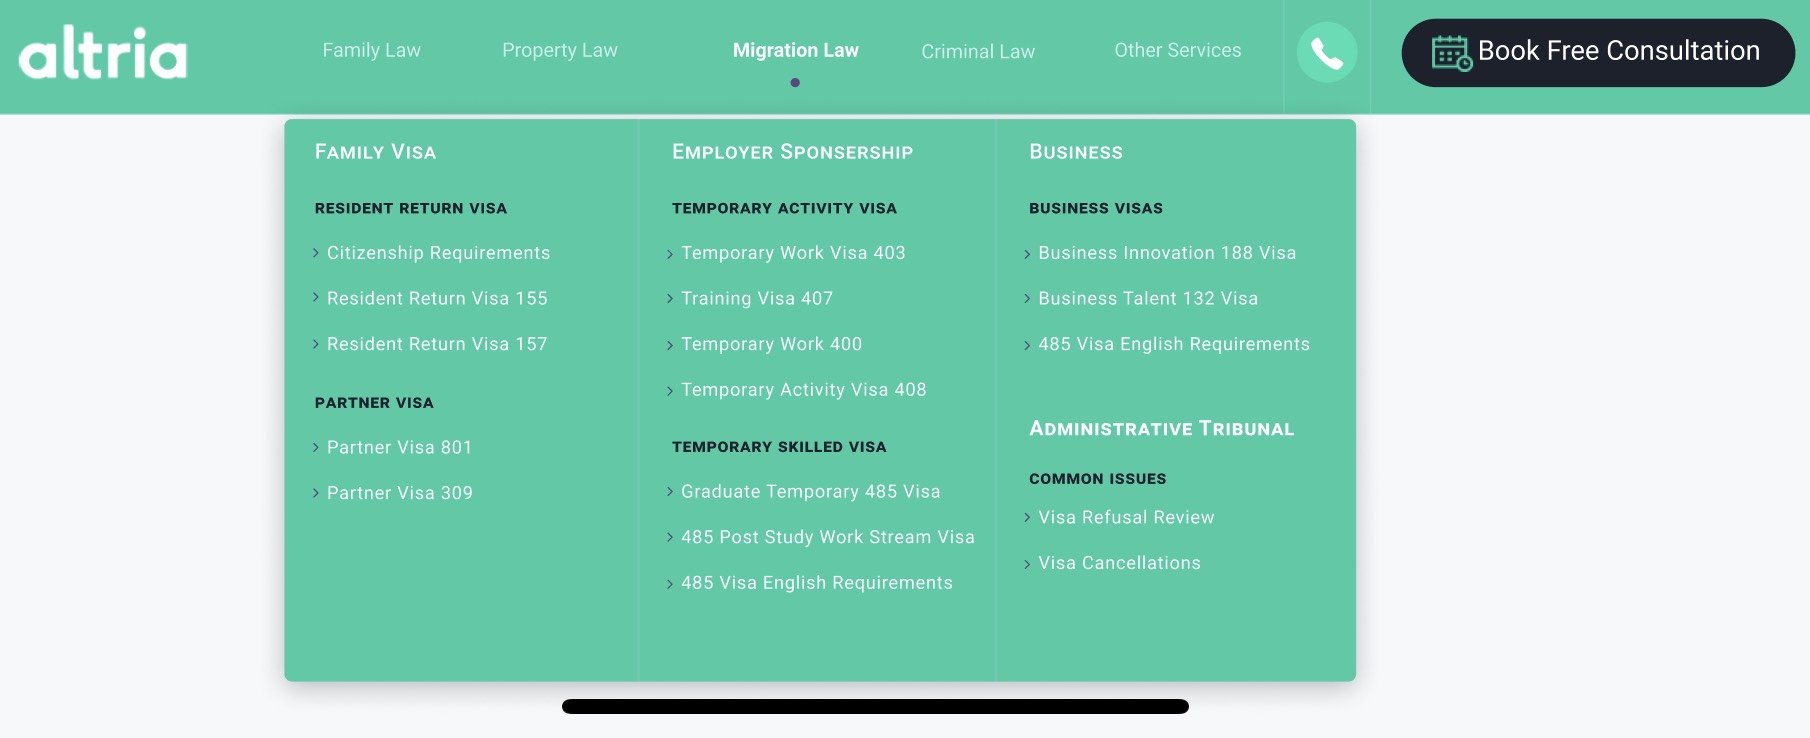 altria
Family Law
Property Law
Migration Law
Criminal Law
Other Services
Book Free Consultation
Family Visa
RESIDENT RETURN VISA
Citizenship Requirements
Resident Return Visa 155
Resident Return Visa 157
PARTNER VISA
Partner Visa 801
Partner Visa 309
Employer Sponsership
TEMPORARY ACTIVITY VISA
Temporary Work Visa 403
Training Visa 407
Temporary Work 400
Temporary Activity Visa 408
TEMPORARY SKILLED VISA
Graduate Temporary 485 Visa
485 Post Study Work Stream Visa
485 Visa English Requirements
Business
BUSINESS VISAS
Business Innovation 188 Visa
Business Talent 132 Visa
485 Visa English Requirements
Administrative Tribunal
COMMON ISSUES
Visa Refusal Review
Visa Cancellations